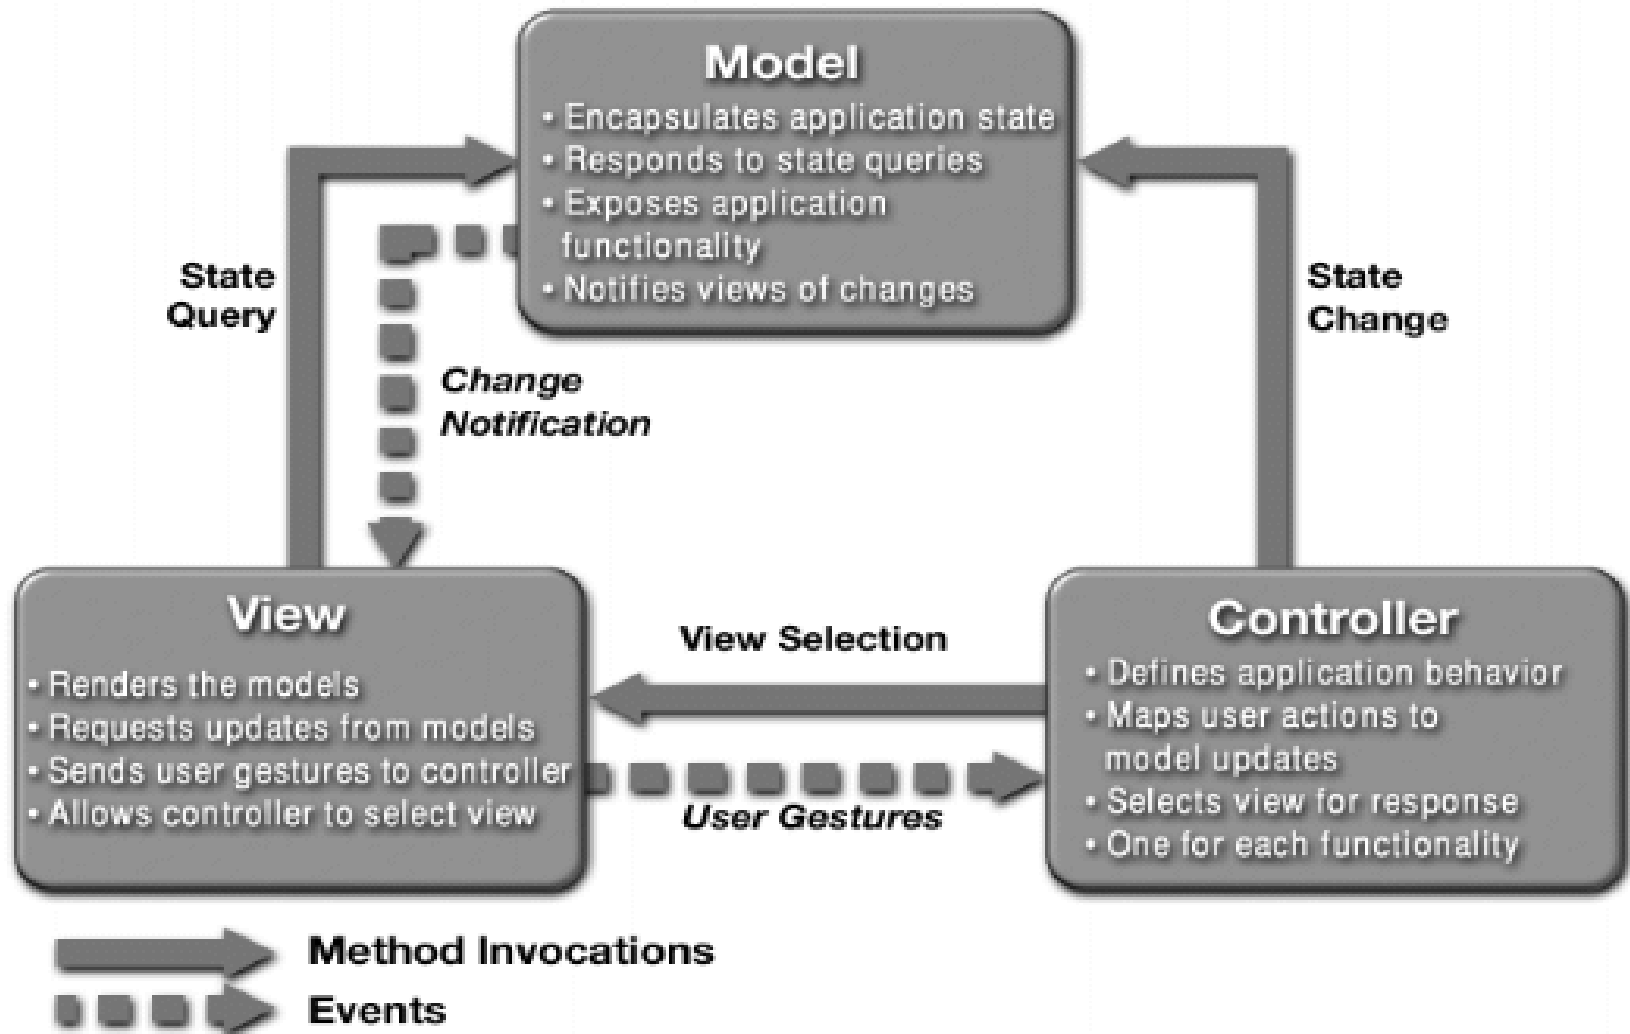 Model
• Encapsulates application state
• Responds to state queries
• Exposes application
functionality
• Notifies views of changes
State
Query
Change
Notification
State
Change
View
• Renders the models
• Requests updates from models
• Sends user gestures to controller
• Allows controller to select view
View Selection
User Gestures
Controller
• Defines application behavior
• Maps user actions to
model updates
• Selects view for response
• One for each functionality
Method Invocations
Events